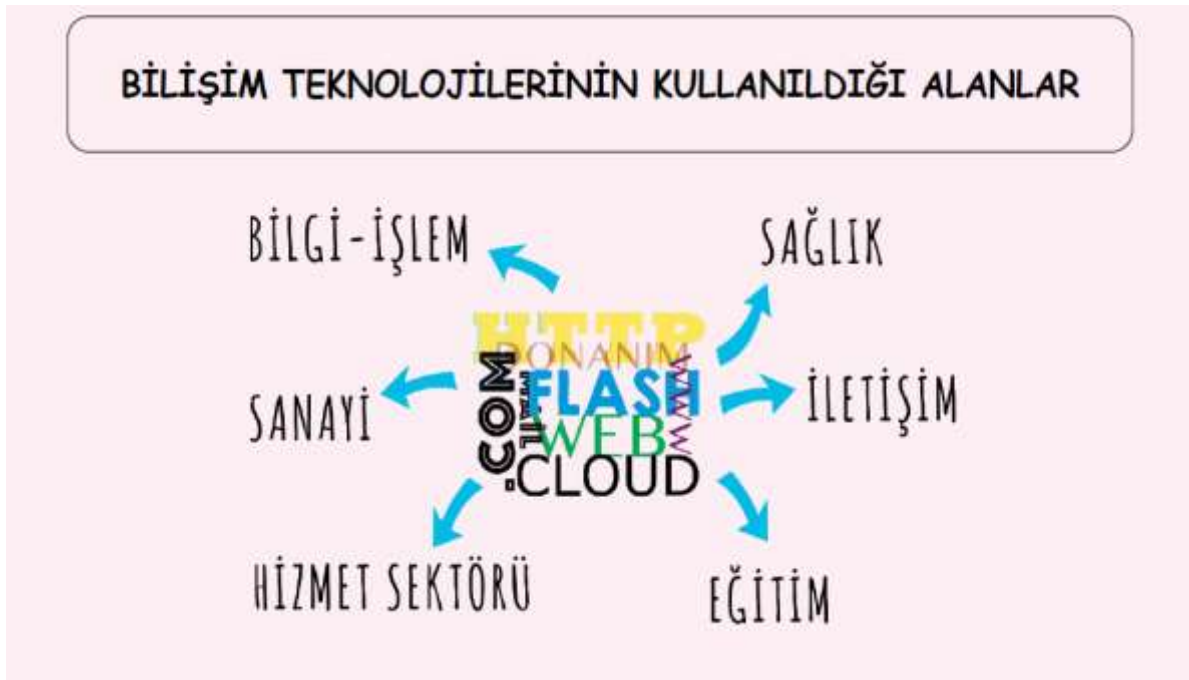 BİLİŞİM TEKNOLOJİLERİNİN KULLANILDIĞI ALANLAR
BİLGİ-İŞLEM
SAĞLIK
HTTP
DONANIM
.COM
FLASH
WWW
SANAYİ
İLETİŞİM
WEB
.CLOUD
HİZMET SEKTÖRÜ
EĞİTİM